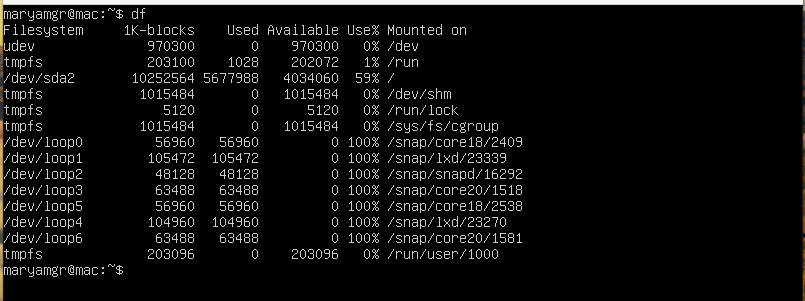 maryamgr@mac:~$ df
Filesystem     1K-blocks    Used Available Use% Mounted on
udev              970300       0    970300   0% /dev
tmpfs             203100    1028    202072   1% /run
/dev/sda2       10252564 5677988   4034060  59% /
tmpfs            1015484       0   1015484   0% /dev/shm
tmpfs               5120       0      5120   0% /run/lock
tmpfs            1015484       0   1015484   0% /sys/fs/cgroup
/dev/loop0         56960   56960         0 100% /snap/core18/2409
/dev/loop1        105472  105472         0 100% /snap/lxd/23339
/dev/loop2         48128   48128         0 100% /snap/snapd/16292
/dev/loop3         63488   63488         0 100% /snap/core20/1518
/dev/loop5         56960   56960         0 100% /snap/core18/2538
/dev/loop4        104960  104960         0 100% /snap/lxd/23270
/dev/loop6         63488   63488         0 100% /snap/core20/1581
tmpfs             203096       0    203096   0% /run/user/1000
maryamgr@mac:~$